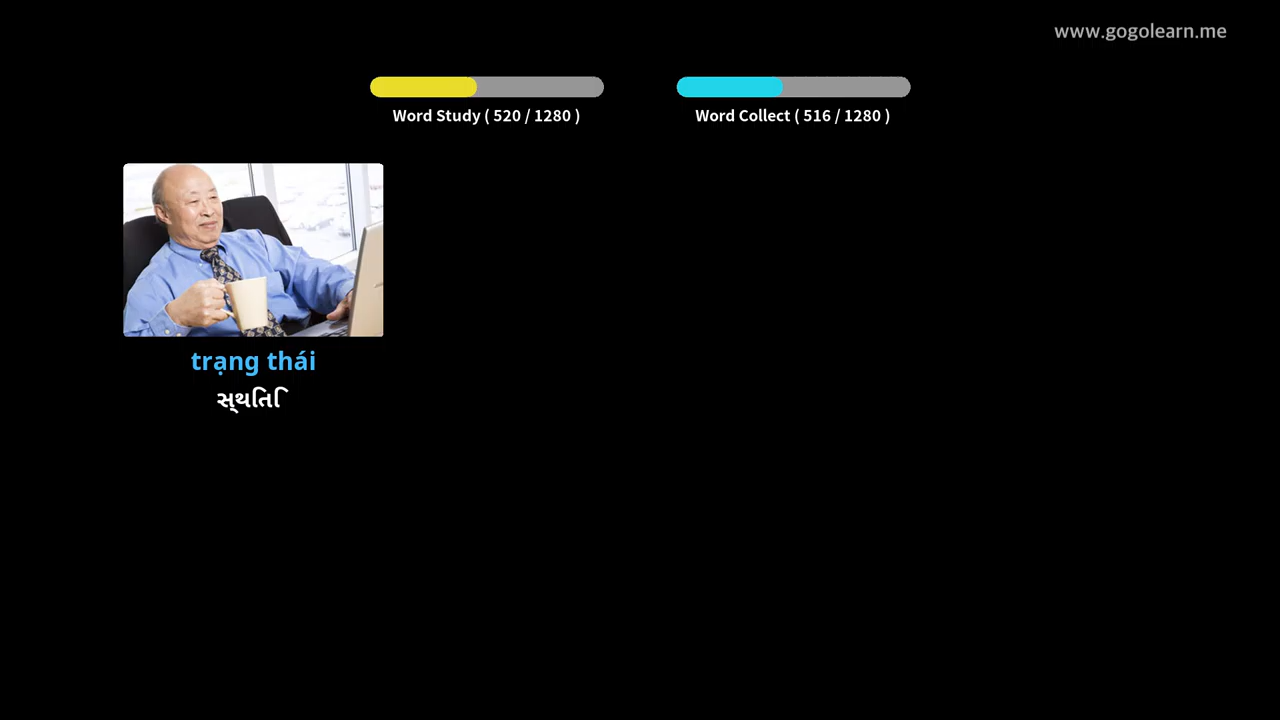 www.gogolearn.me
Word Study ( 520 / 1280 )
Word Collect ( 516 / 1280 )
trạng thái
સ્થિતિ